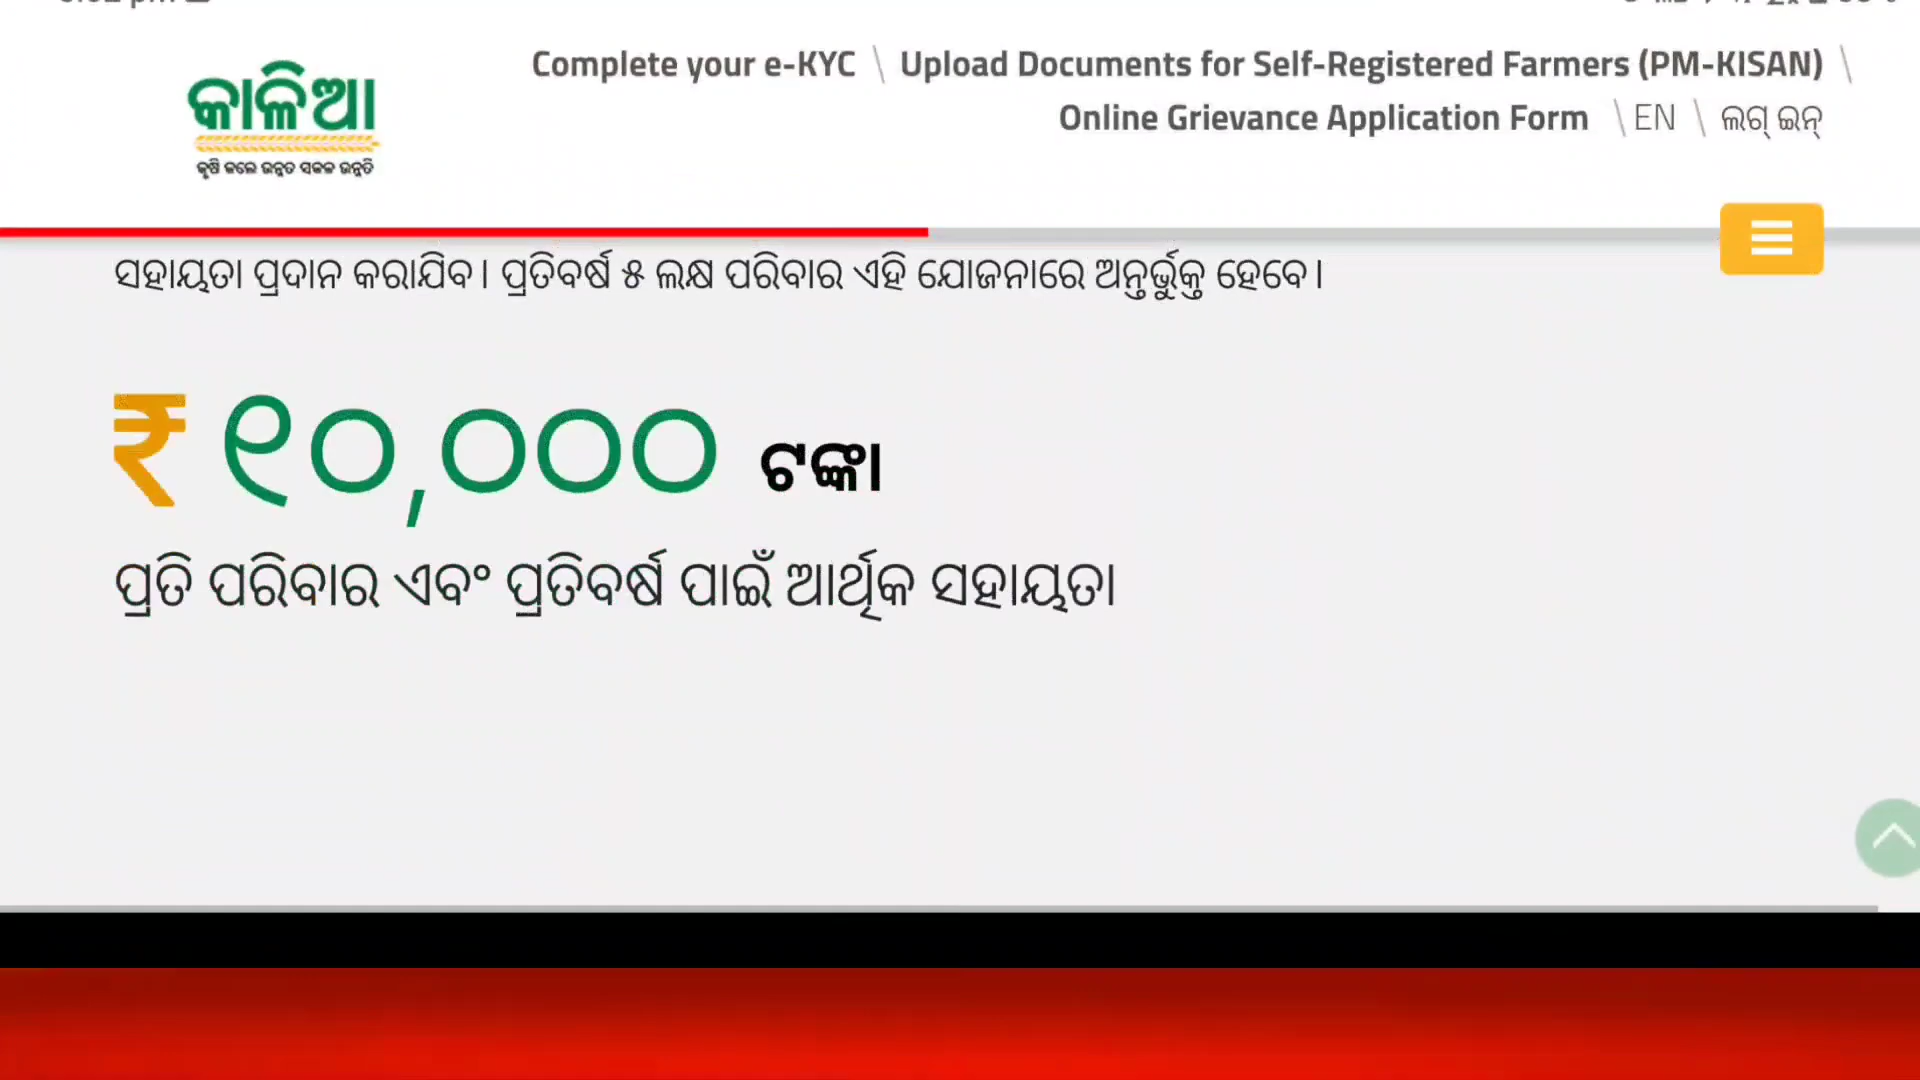 Complete your e-KYC \ Upload Documents for Self-Registered Farmers (PM-KISAN) \
Online Grievance Application Form \ EN \ ଲଗ୍ ଇନ୍
କାଳିଆ
କୃଷି କଲେ ଉନ୍ନତ ସକଳ ଉନ୍ନତି
ସହାୟତା ପ୍ରଦାନ କରାଯିବ। ପ୍ରତିବର୍ଷ ୫ ଲକ୍ଷ ପରିବାର ଏହି ଯୋଜନାରେ ଅନ୍ତର୍ଭୁକ୍ତ ହେବେ।
₹ ୧୦,୦୦୦ ଟଙ୍କା
ପ୍ରତି ପରିବାର ଏବଂ ପ୍ରତିବର୍ଷ ପାଇଁ ଆର୍ଥିକ ସହାୟତା